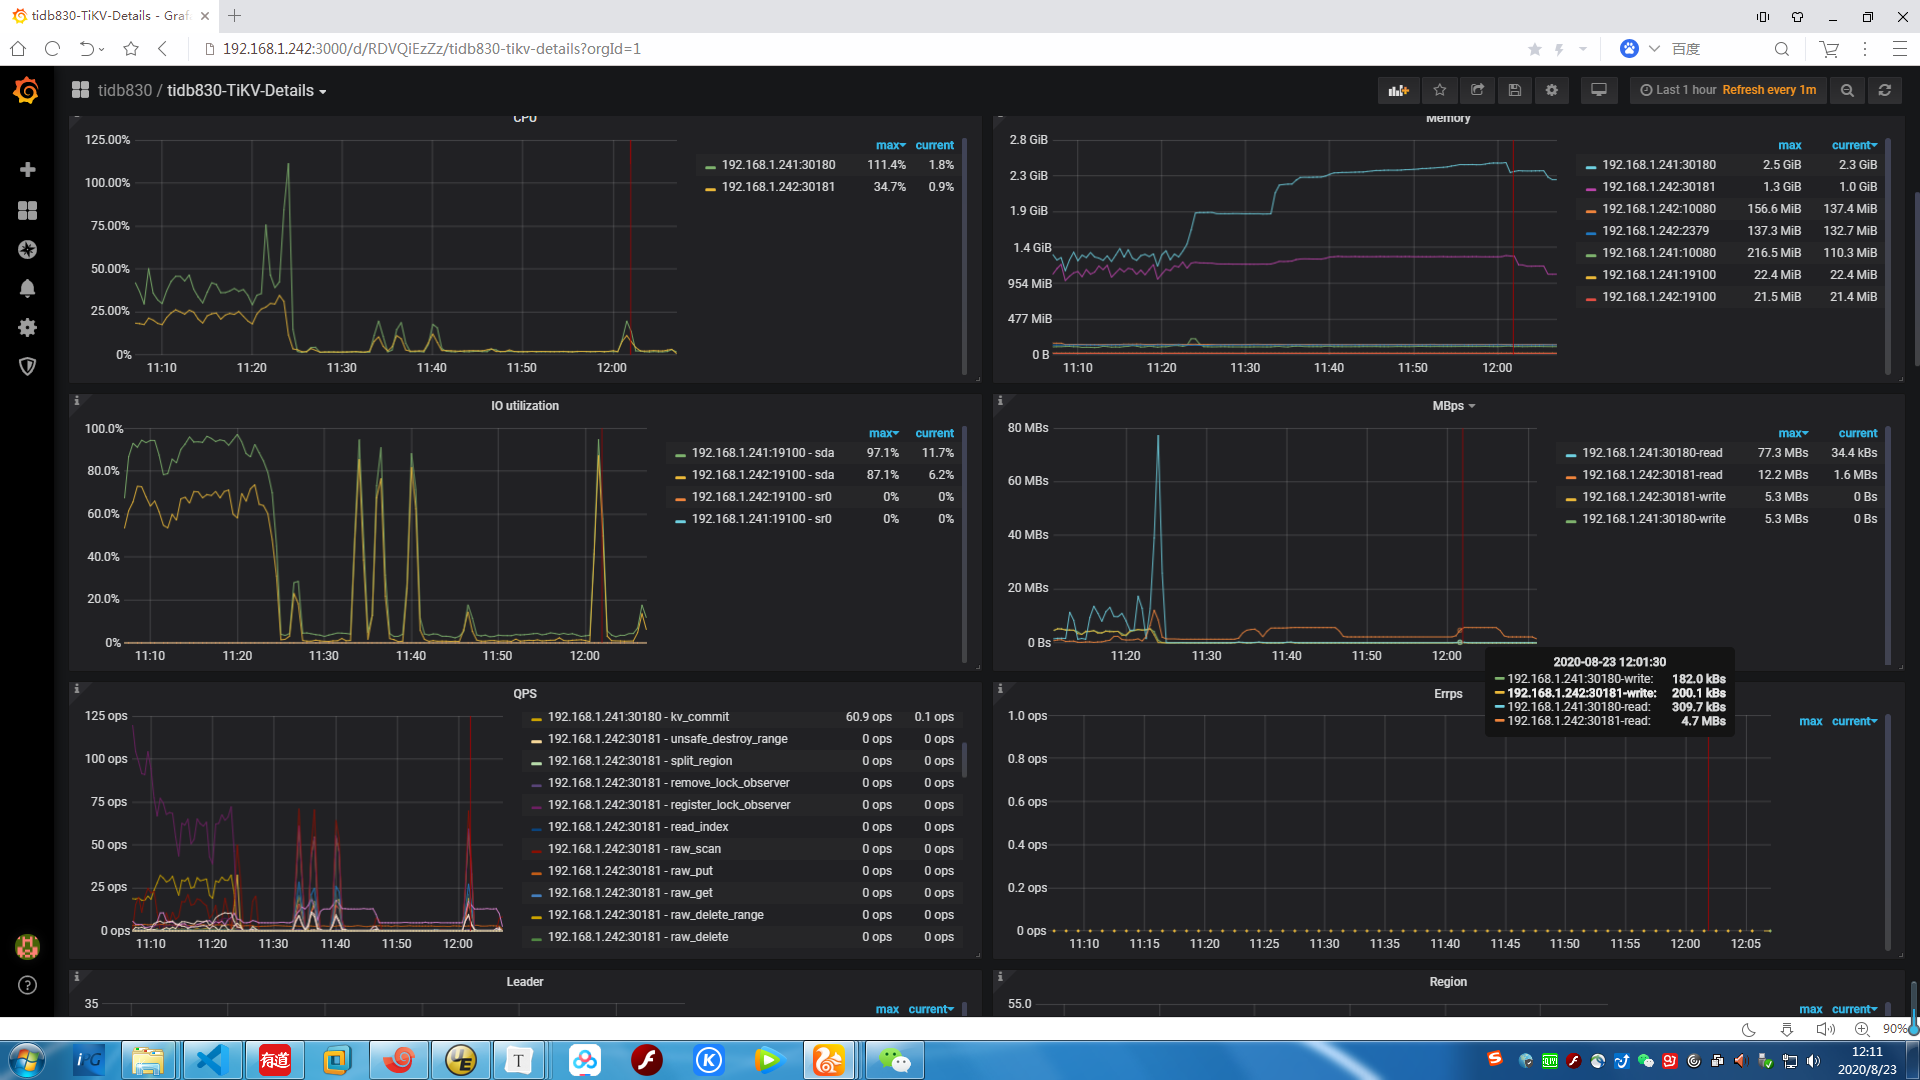 tidb830-TiKV-Details - Graf
192.168.1.242:3000/d/RDVQiEzZz/tidb830-tikv-details?orgId=1
百度
tidb830 / tidb830-TiKV-Details
Last 1 hour Refresh every 1m
CPU
125.00%
100.00%
75.00%
50.00%
25.00%
0%
11:10 11:20 11:30 11:40 11:50 12:00
max current
192.168.1.241:30180 111.4% 1.8%
192.168.1.242:30181 34.7% 0.9%
Memory
2.8 GiB
2.3 GiB
1.9 GiB
1.4 GiB
954 MiB
477 MiB
0 B
11:10 11:20 11:30 11:40 11:50 12:00
max current
192.168.1.241:30180 2.5 GiB 2.3 GiB
192.168.1.242:30181 1.3 GiB 1.0 GiB
192.168.1.242:10080 156.6 MiB 137.4 MiB
192.168.1.242:2379 137.3 MiB 132.7 MiB
192.168.1.241:10080 216.5 MiB 110.3 MiB
192.168.1.241:19100 22.4 MiB 22.4 MiB
192.168.1.242:19100 21.5 MiB 21.4 MiB
IO utilization
100.0%
80.0%
60.0%
40.0%
20.0%
0%
11:10 11:20 11:30 11:40 11:50 12:00
max current
192.168.1.241:19100 - sda 97.1% 11.7%
192.168.1.242:19100 - sda 87.1% 6.2%
192.168.1.242:19100 - sr0 0% 0%
192.168.1.241:19100 - sr0 0% 0%
MBps
80 MBs
60 MBs
40 MBs
20 MBs
0 Bs
11:20 11:30 11:40 11:50 12:00
max current
192.168.1.241:30180-read 77.3 MBs 34.4 kBs
192.168.1.242:30181-read 12.2 MBs 1.6 MBs
192.168.1.242:30181-write 5.3 MBs 0 Bs
192.168.1.241:30180-write 5.3 MBs 0 Bs
2020-08-23 12:01:30
192.168.1.241:30180-write: 182.0 kBs
192.168.1.242:30181-write: 200.1 kBs
192.168.1.241:30180-read: 309.7 kBs
192.168.1.242:30181-read: 4.7 MBs
QPS
125 ops
100 ops
75 ops
50 ops
25 ops
0 ops
11:10 11:20 11:30 11:40 11:50 12:00
192.168.1.241:30180 - kv_commit 60.9 ops 0.1 ops
192.168.1.242:30181 - unsafe_destroy_range 0 ops 0 ops
192.168.1.242:30181 - split_region 0 ops 0 ops
192.168.1.242:30181 - remove_lock_observer 0 ops 0 ops
192.168.1.242:30181 - register_lock_observer 0 ops 0 ops
192.168.1.242:30181 - read_index 0 ops 0 ops
192.168.1.242:30181 - raw_scan 0 ops 0 ops
192.168.1.242:30181 - raw_put 0 ops 0 ops
192.168.1.242:30181 - raw_get 0 ops 0 ops
192.168.1.242:30181 - raw_delete_range 0 ops 0 ops
192.168.1.242:30181 - raw_delete 0 ops 0 ops
Errps
1.0 ops
0.8 ops
0.6 ops
0.4 ops
0.2 ops
0 ops
11:10 11:15 11:20 11:25 11:30 11:35 11:40 11:45 11:50 11:55 12:00 12:05
max current
Leader
35
max current
Region
55.0
max current
90%
iPG
有道
UE
T
K
12:11
2020/8/23